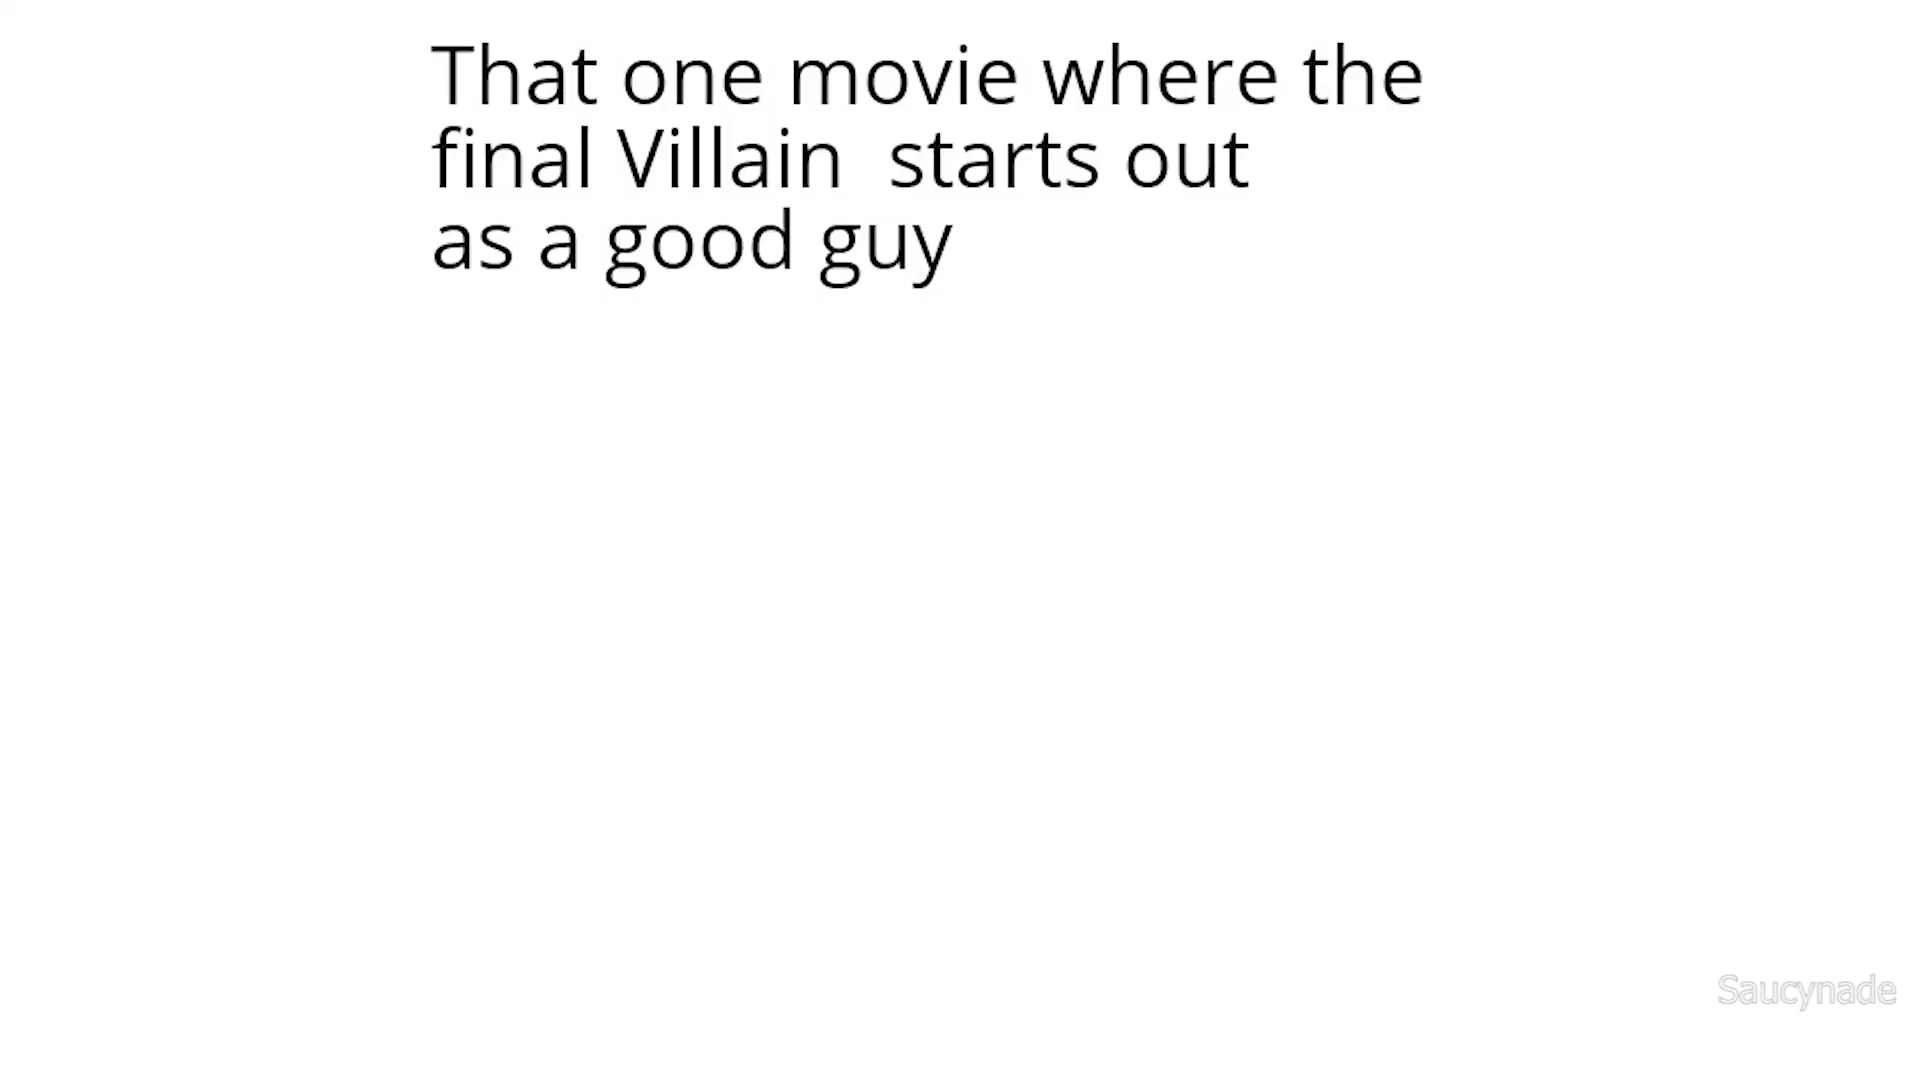 That one movie where the
final Villain  starts out
as a good guy
Saucynade